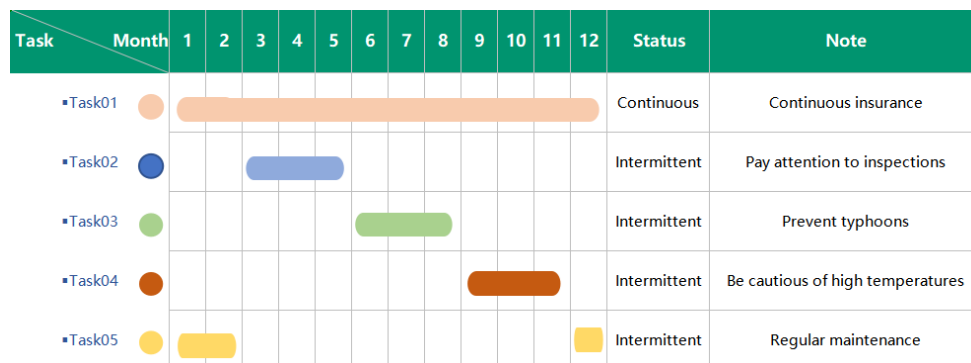 Task Month 1 2 3 4 5 6 7 8 9 10 11 12 Status Note
▪Task01 Continuous Continuous insurance
▪Task02 Intermittent Pay attention to inspections
▪Task03 Intermittent Prevent typhoons
▪Task04 Intermittent Be cautious of high temperatures
▪Task05 Intermittent Regular maintenance